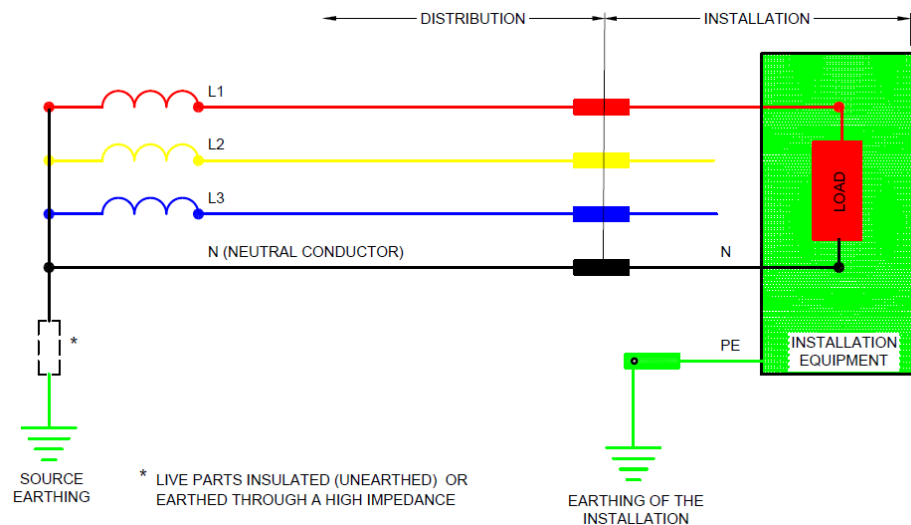 DISTRIBUTION
INSTALLATION
L1
L2
L3
N (NEUTRAL CONDUCTOR)
N
LOAD
*
PE
INSTALLATION
EQUIPMENT
SOURCE
EARTHING
* LIVE PARTS INSULATED (UNEARTHED) OR
EARTHED THROUGH A HIGH IMPEDANCE
EARTHING OF THE
INSTALLATION